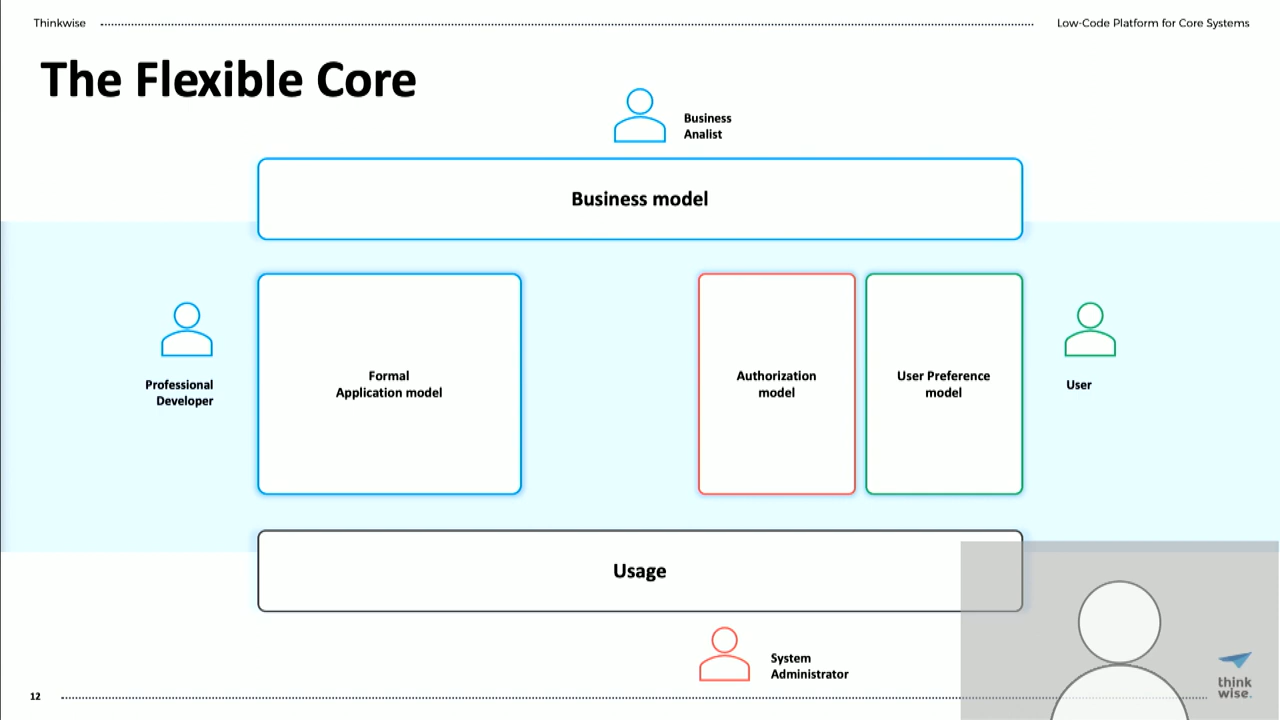 Thinkwise
Low-Code Platform for Core Systems
The Flexible Core
Business
Analist
Business model
Professional
Developer
Formal
Application model
Authorization
model
User Preference
model
User
Usage
System
Administrator
12
think
wise.